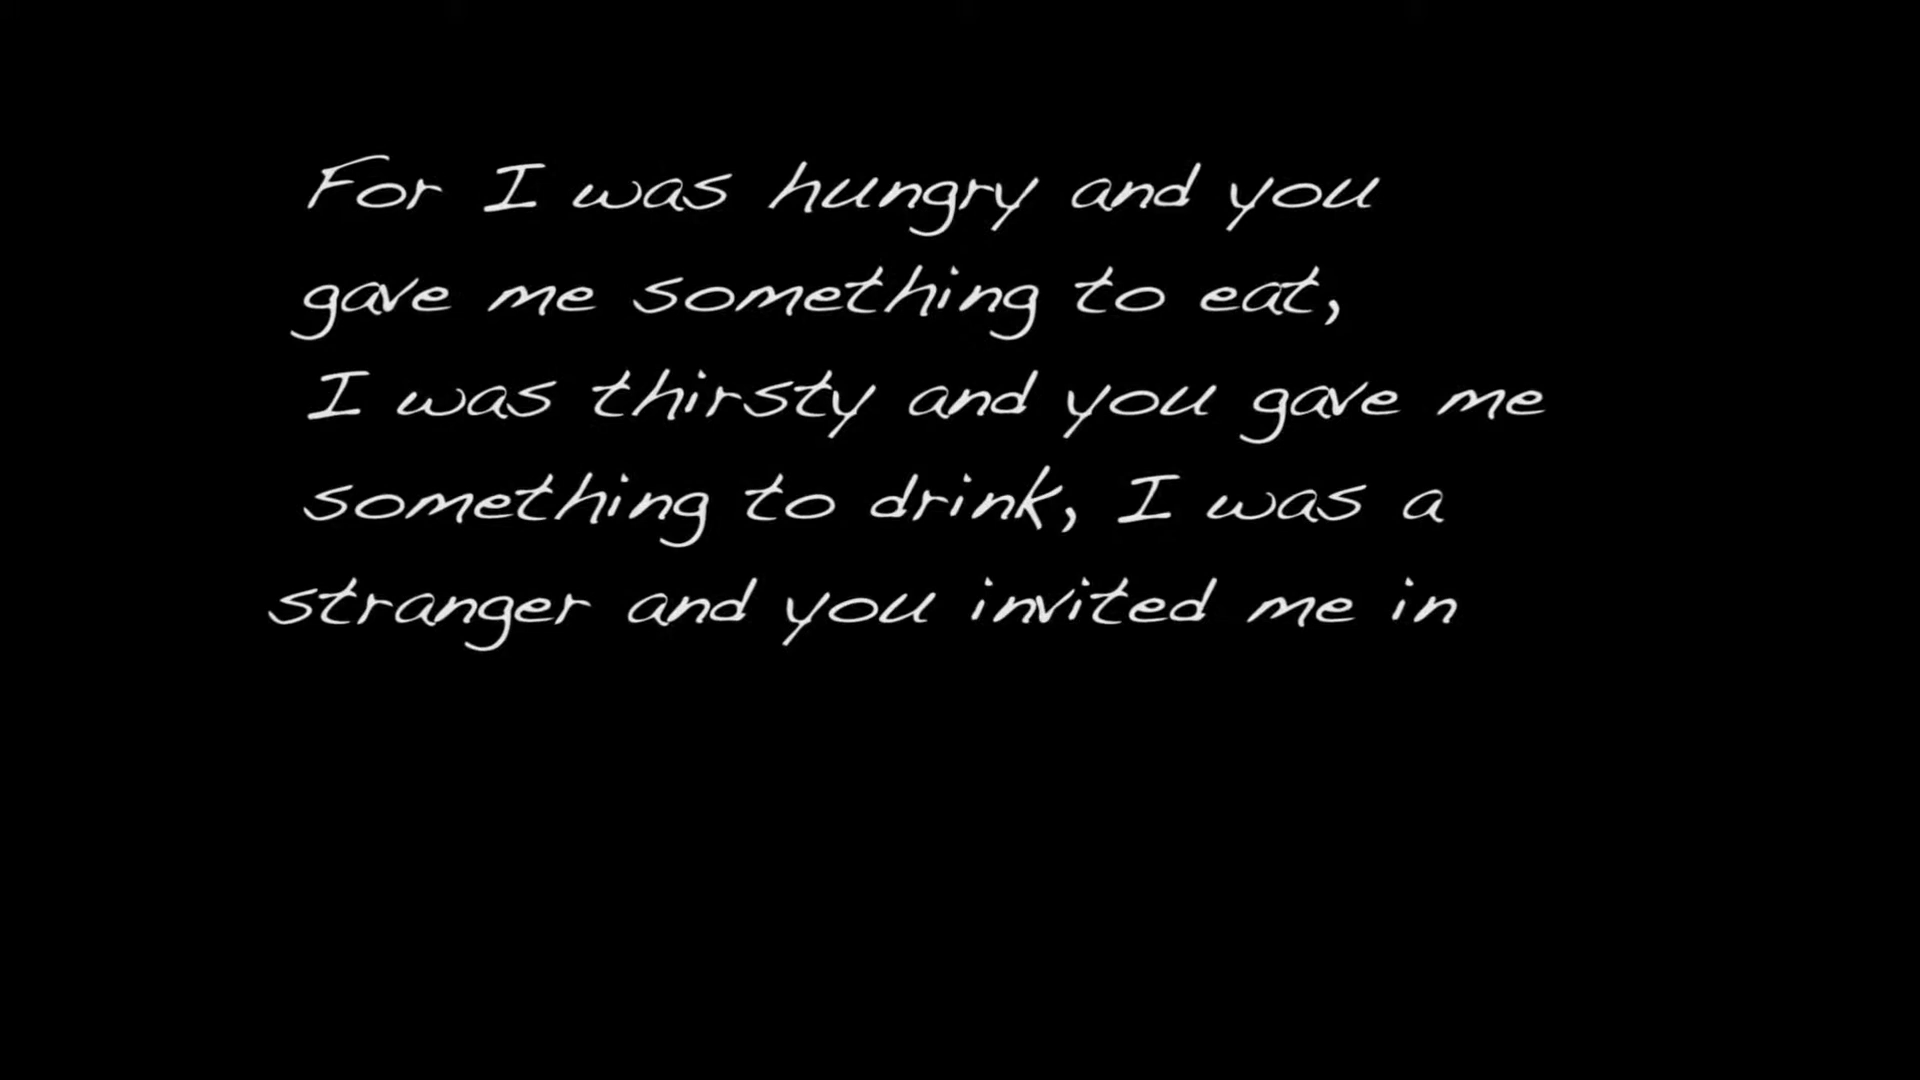 For I was hungry and you
gave me something to eat,
I was thirsty and you gave me
something to drink, I was a
stranger and you invited me in